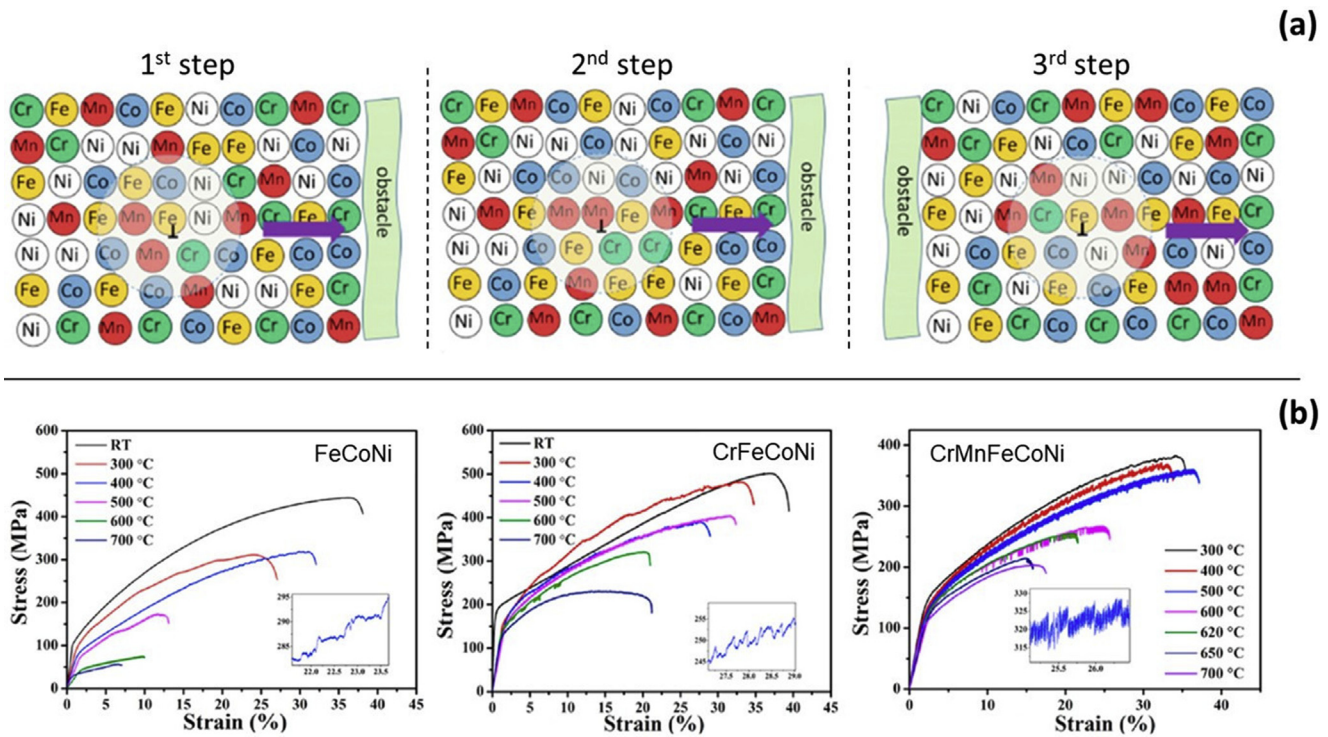 (a)
1st step
2nd step
3rd step
Cr Fe Mn Co Fe Ni Co Cr Mn Cr
Mn Cr Ni Ni Mn Fe Fe Ni Co Ni
Fe Ni Co Fe Co Ni Cr Mn Ni Co
Ni Mn Fe Mn Fe Ni Mn Cr Fe Cr
Ni Ni Co Mn Cr Co Fe Co Co
Fe Co Fe Co Mn Ni Ni Fe Cr
Ni Cr Mn Cr Co Fe Cr Co Mn
obstacle
Cr Fe Mn Co Fe Ni Co Cr Mn Cr
Mn Cr Ni Ni Co Ni Fe Ni Co Ni
Fe Ni Co Co Ni Co Mn Ni Co
Ni Mn Fe Mn Mn Fe Mn Cr Fe Cr
Ni Ni Co Fe Cr Cr Fe Co Co
Fe Co Fe Mn Fe Fe Ni Fe Cr
Ni Cr Mn Cr Co Mn Cr Co Mn
obstacle
obstacle
Cr Ni Co Cr Mn Fe Mn Co Fe Co
Mn Cr Fe Ni Co Ni Cr Fe Ni Mn
Ni Fe Ni Mn Ni Ni Co Ni Co Co
Fe Ni Mn Cr Fe Mn Fe Mn Fe Cr
Ni Ni Co Fe Co Ni Mn Co Ni Co
Fe Cr Ni Fe Co Fe Mn Mn Cr
Ni Fe Cr Co Cr Co Cr Co Mn
(b)
FeCoNi
RT
300 °C
400 °C
500 °C
600 °C
700 °C
Stress (MPa)
600
500
400
300
200
100
0
295
290
285
22.0 22.5 23.0 23.5
0 5 10 15 20 25 30 35 40 45
Strain (%)
CrFeCoNi
RT
300 °C
400 °C
500 °C
600 °C
700 °C
Stress (MPa)
600
500
400
300
200
100
0
255
250
245
27.5 28.0 28.5 29.0
0 5 10 15 20 25 30 35 40 45
Strain (%)
CrMnFeCoNi
Stress (MPa)
400
300
200
100
0
300 °C
400 °C
500 °C
600 °C
620 °C
650 °C
700 °C
330
325
320
315
25.5 26.0
0 10 20 30 40
Strain (%)